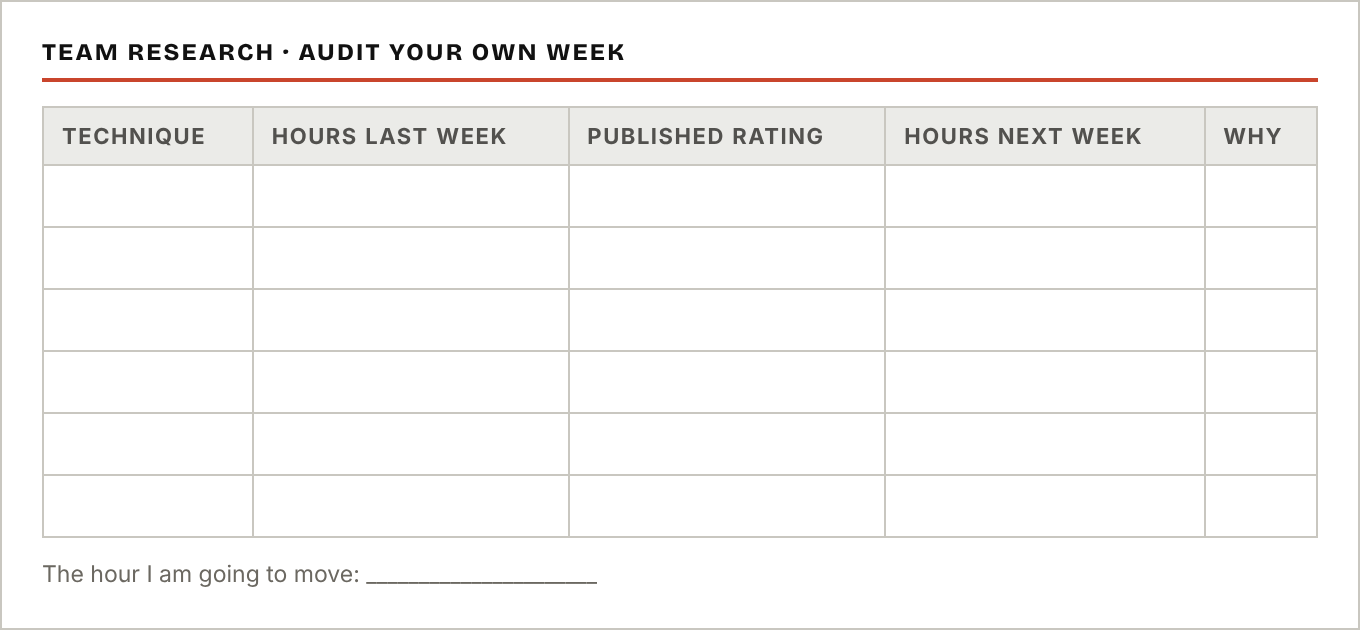 TEAM RESEARCH · AUDIT YOUR OWN WEEK
TECHNIQUE HOURS LAST WEEK PUBLISHED RATING HOURS NEXT WEEK WHY
The hour I am going to move: ______________________